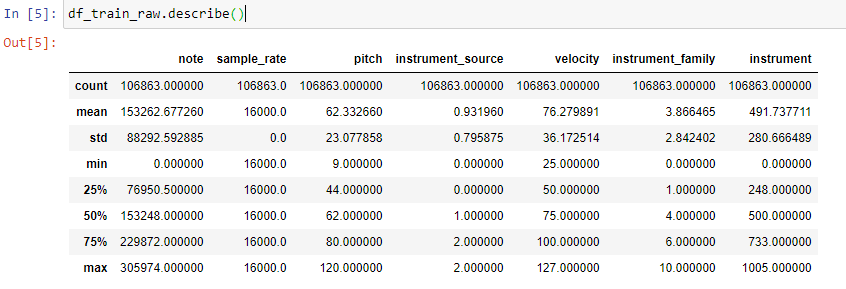 In [5]: df_train_raw.describe()
Out[5]:
note sample_rate pitch instrument_source velocity instrument_family instrument
count 106863.000000 106863.0 106863.000000 106863.000000 106863.000000 106863.000000 106863.000000
mean 153262.677260 16000.0 62.332660 0.931960 76.279891 3.866465 491.737711
std 88292.592885 0.0 23.077858 0.795875 36.172514 2.842402 280.666489
min 0.000000 16000.0 9.000000 0.000000 25.000000 0.000000 0.000000
25% 76950.500000 16000.0 44.000000 0.000000 50.000000 1.000000 248.000000
50% 153248.000000 16000.0 62.000000 1.000000 75.000000 4.000000 500.000000
75% 229872.000000 16000.0 80.000000 2.000000 100.000000 6.000000 733.000000
max 305974.000000 16000.0 120.000000 2.000000 127.000000 10.000000 1005.000000